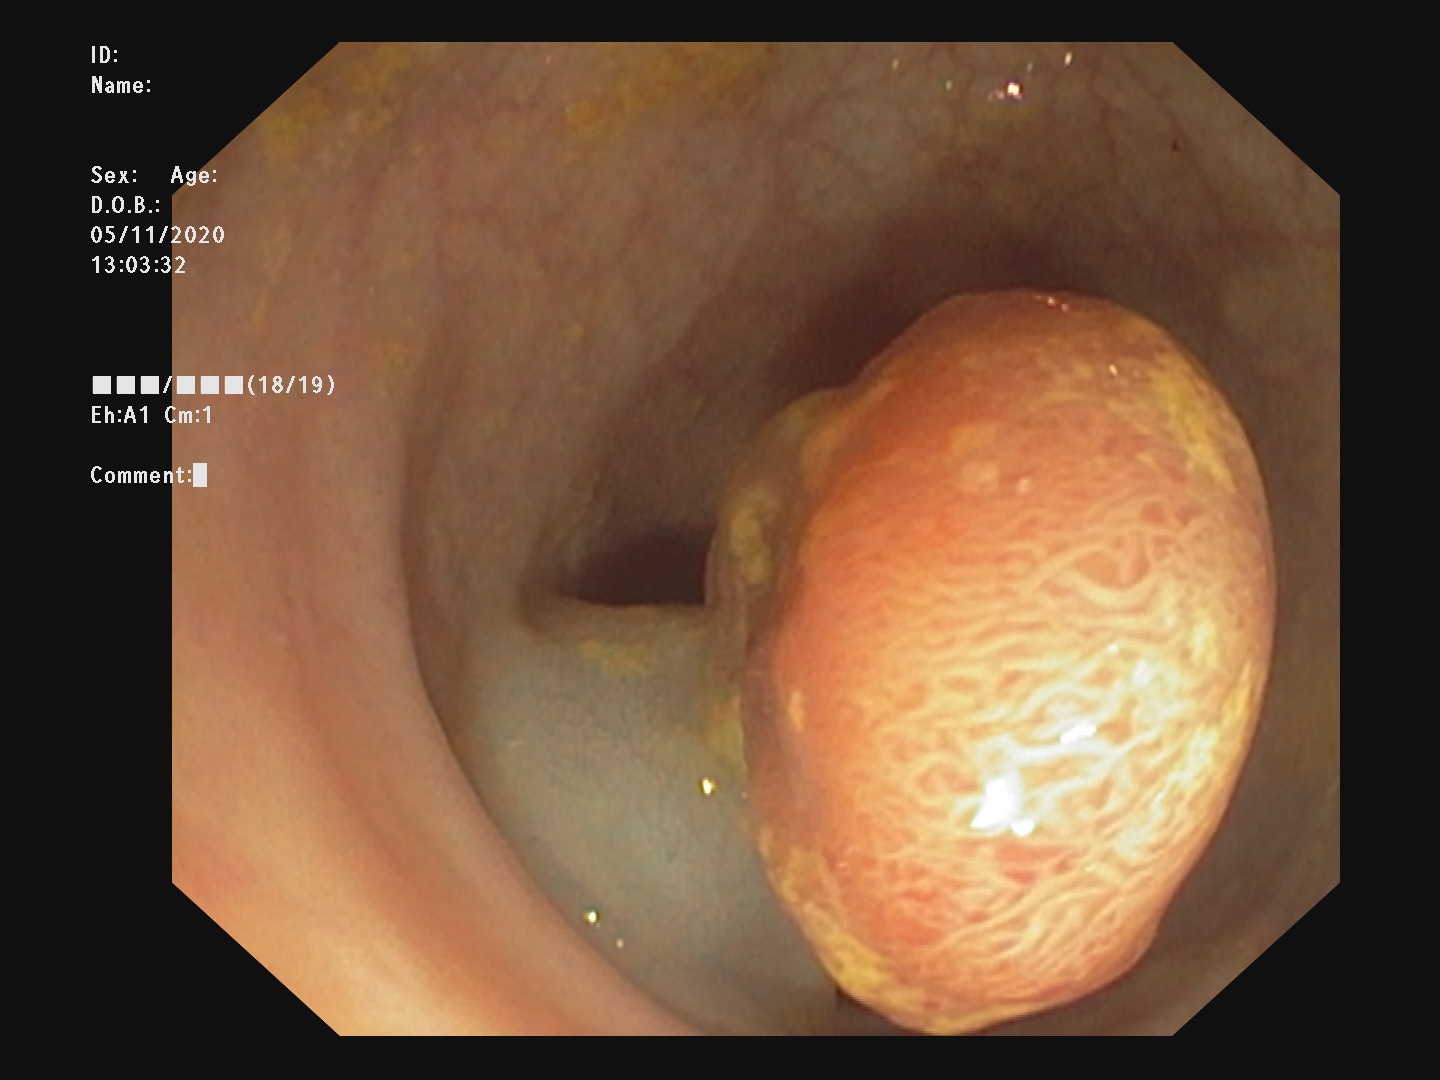 ID:
Name:
Sex: Age:
D.O.B.:
05/11/2020
13:03:32
■■■/■■■(18/19)
Eh:A1 Cm:1
Comment: